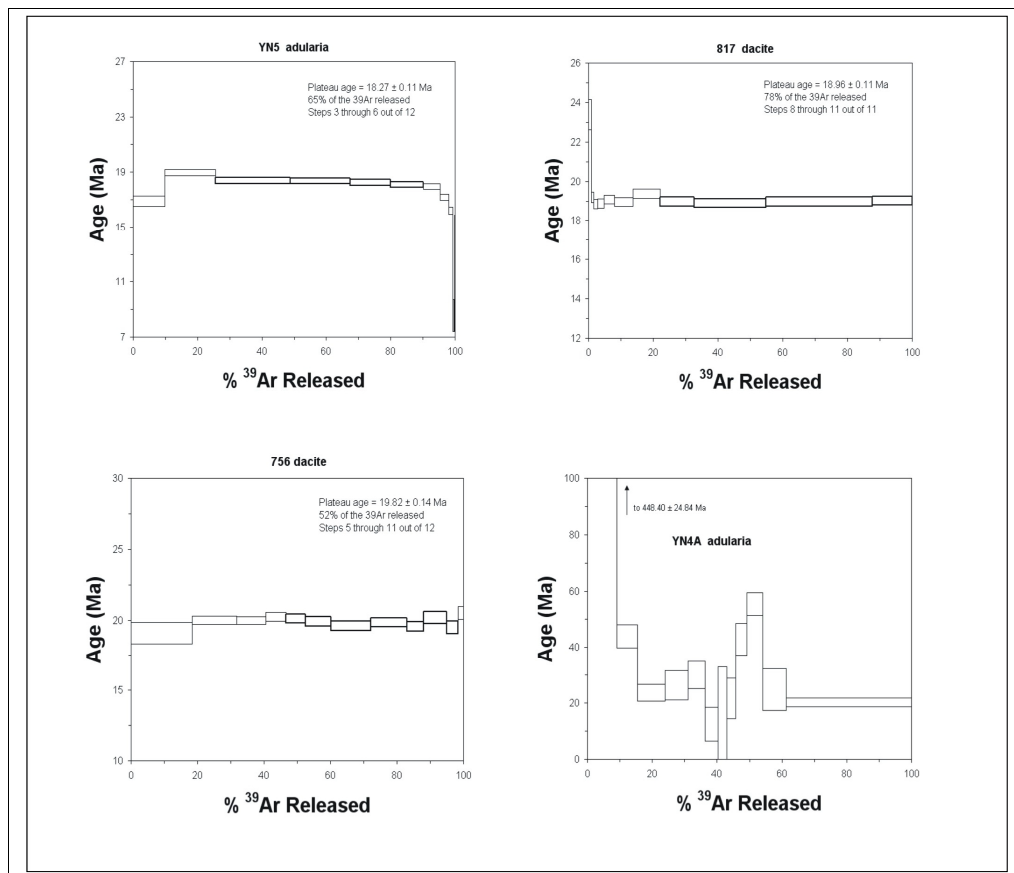 YN5 adularia
27
23
19
15
11
7
Age (Ma)
Plateau age = 18.27 ± 0.11 Ma
65% of the 39Ar released
Steps 3 through 6 out of 12
0 20 40 60 80 100
% ³⁹Ar Released
817 dacite
26
24
22
20
18
16
14
12
Age (Ma)
Plateau age = 18.96 ± 0.11 Ma
78% of the 39Ar released
Steps 8 through 11 out of 11
0 20 40 60 80 100
% ³⁹Ar Released
756 dacite
30
25
20
15
10
Age (Ma)
Plateau age = 19.82 ± 0.14 Ma
52% of the 39Ar released
Steps 5 through 11 out of 12
0 20 40 60 80 100
% ³⁹Ar Released
100
80
60
40
20
0
Age (Ma)
to 448.40 ± 24.84 Ma
YN4A adularia
0 20 40 60 80 100
% ³⁹Ar Released